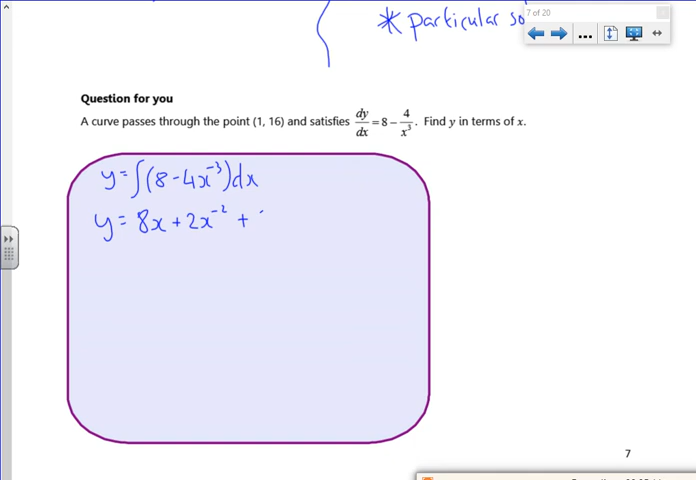 * particular so
7 of 20
Question for you
A curve passes through the point (1, 16) and satisfies dy/dx = 8 − 4/x³. Find y in terms of x.
y = ∫(8 − 4x⁻³)dx
y = 8x + 2x⁻² +
7